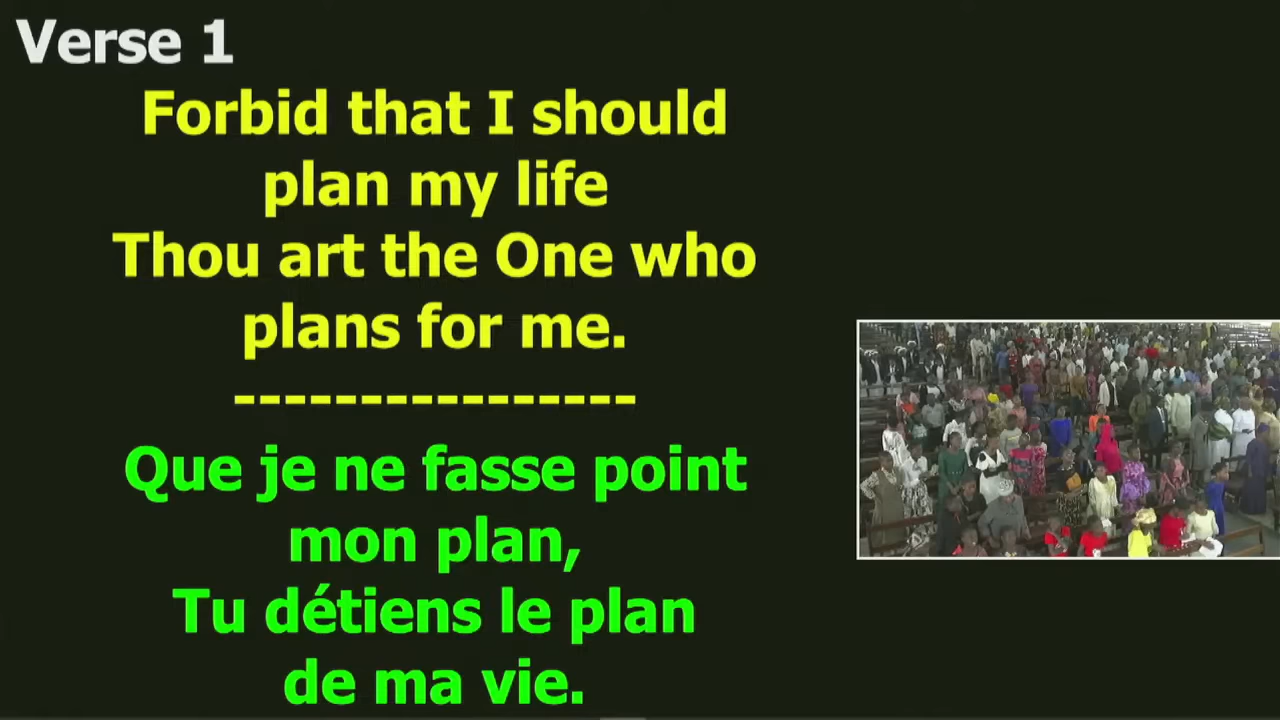 Verse 1
Forbid that I should
plan my life
Thou art the One who
plans for me.
----------------
Que je ne fasse point
mon plan,
Tu détiens le plan
de ma vie.